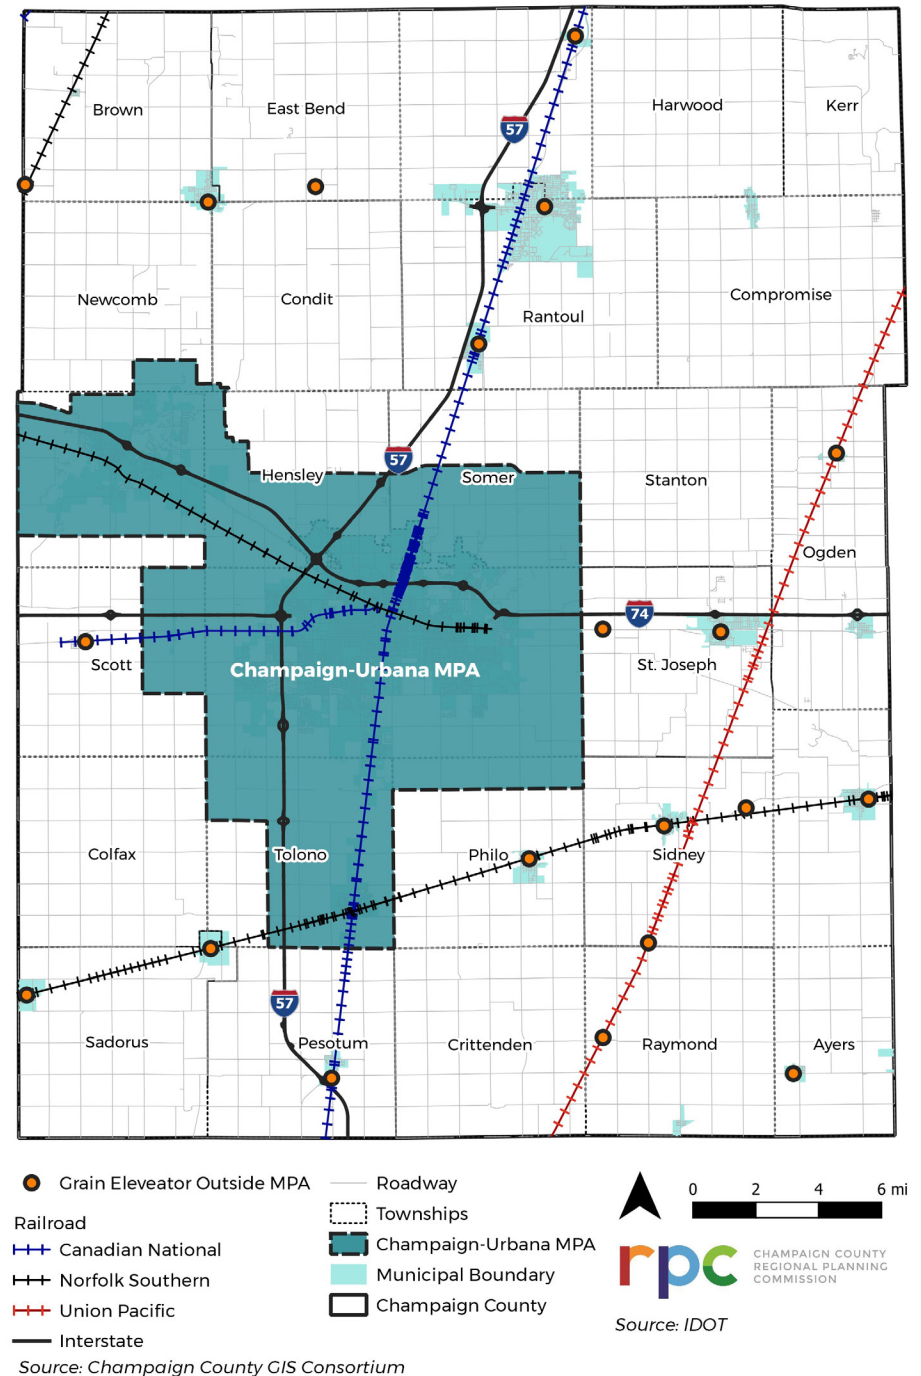 Brown
East Bend
Harwood
Kerr
57
Newcomb
Condit
Rantoul
Compromise
57
Hensley
Somer
Stanton
Ogden
74
Scott
Champaign-Urbana MPA
St. Joseph
Colfax
Tolono
Philo
Sidney
57
Sadorus
Pesotum
Crittenden
Raymond
Ayers
Grain Eleveator Outside MPA
Railroad
Canadian National
Norfolk Southern
Union Pacific
Interstate
Source: Champaign County GIS Consortium
Roadway
Townships
Champaign-Urbana MPA
Municipal Boundary
Champaign County
0 2 4 6 mi
rpc
CHAMPAIGN COUNTY
REGIONAL PLANNING
COMMISSION
Source: IDOT